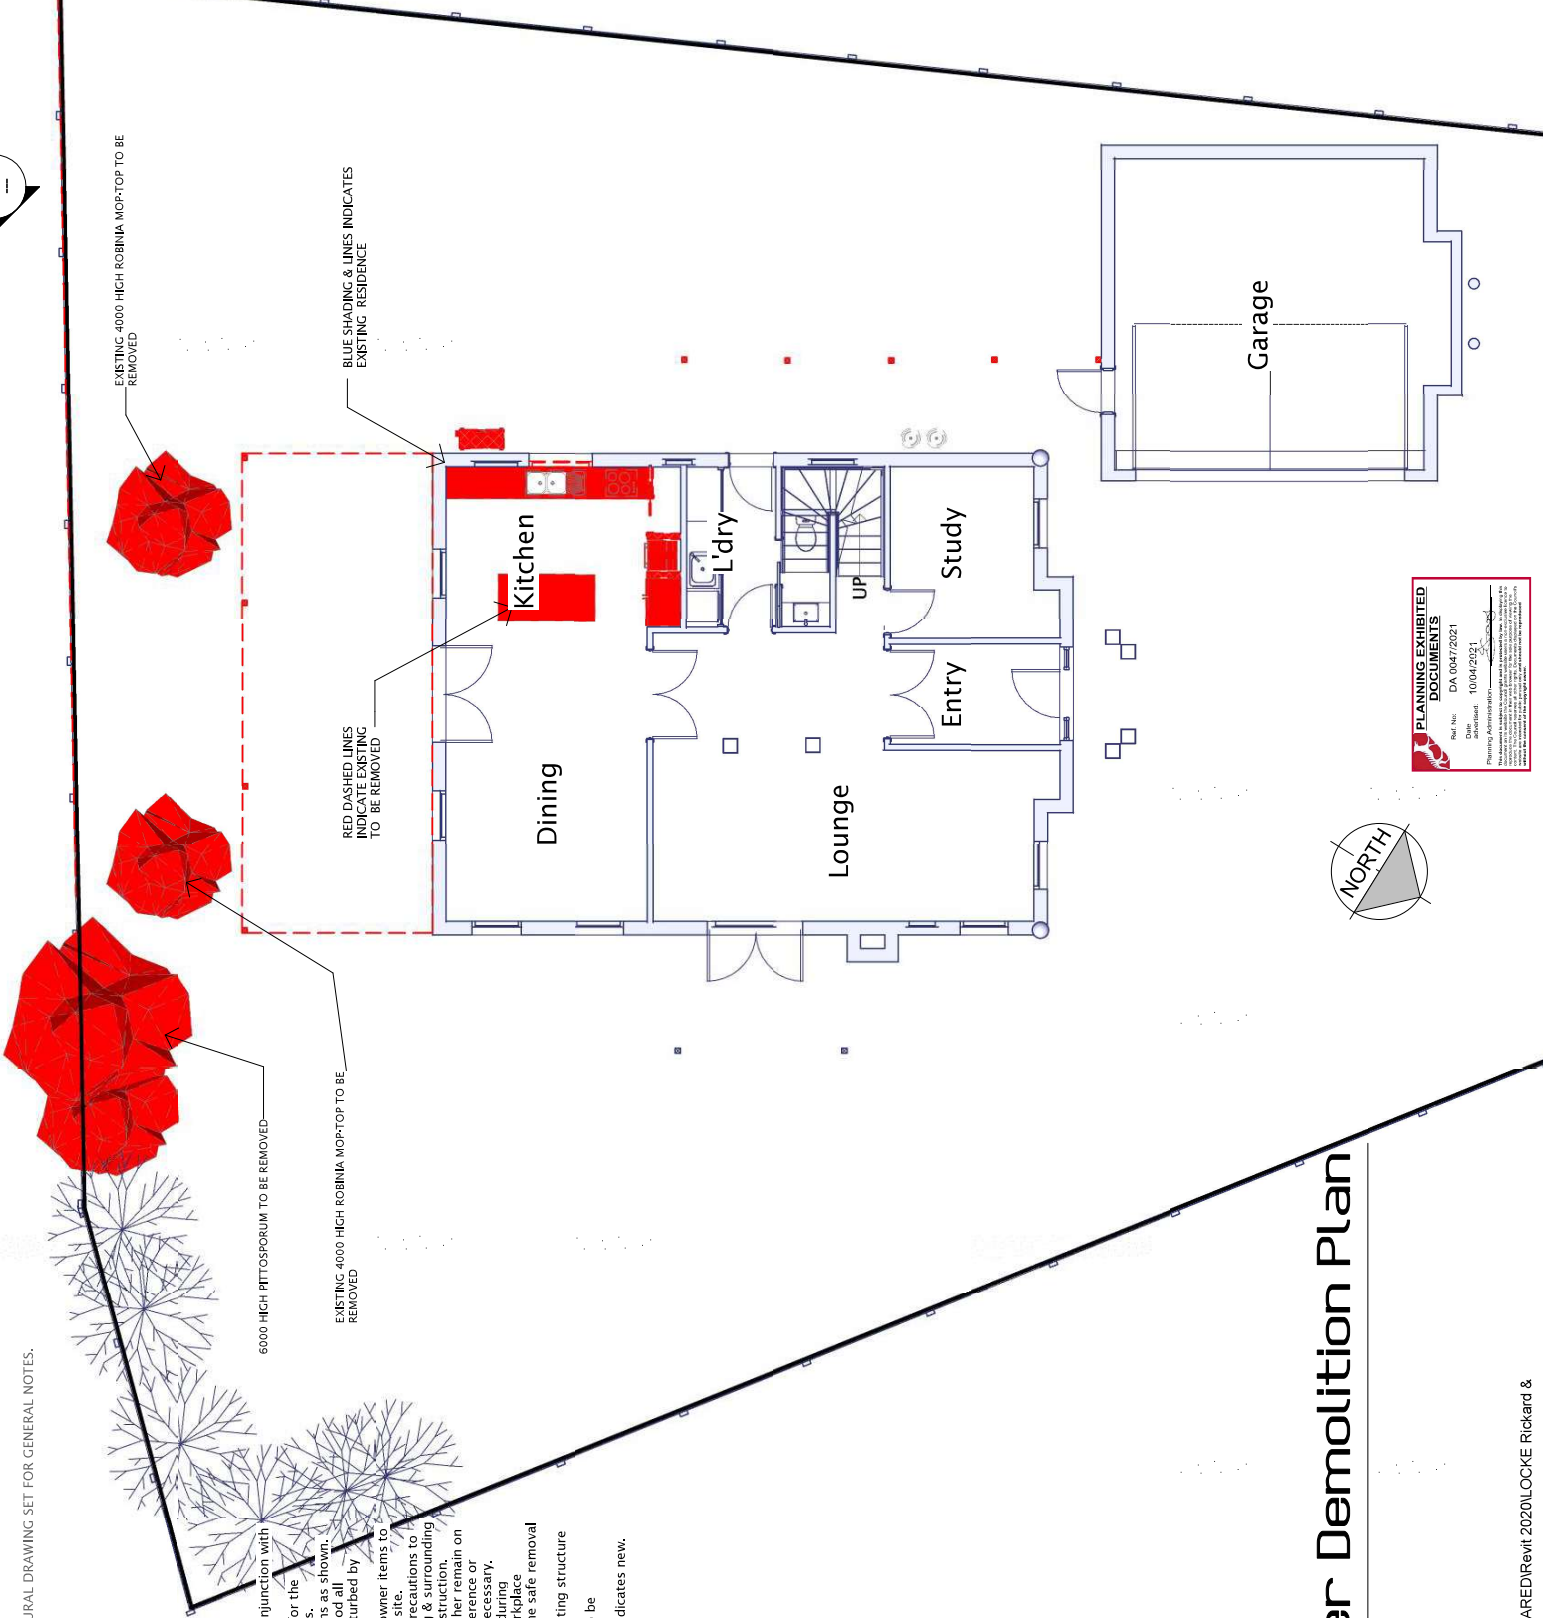 URAL DRAWING SET FOR GENERAL NOTES.
EXISTING 4000 HIGH ROBINIA MOP-TOP TO BE
REMOVED
BLUE SHADING & LINES INDICATES
EXISTING RESIDENCE
RED DASHED LINES
INDICATE EXISTING
TO BE REMOVED
6000 HIGH PITTOSPORUM TO BE REMOVED
EXISTING 4000 HIGH ROBINIA MOP-TOP TO BE
REMOVED
Kitchen
Dining
L'dry
UP
Study
Entry
Lounge
Garage
NORTH
njunction with
or the
s.
ns as shown.
od all
turbed by
owner items to
site.
recautions to
g & surrounding
struction.
her remain on
erence or
ecessary.
during
rkplace
ne safe removal
ting structure
o be
dicates new.
er Demolition Plan
ARED\Revit 2020\LOCKE Rickard &
PLANNING EXHIBITED
DOCUMENTS
Ref. No: DA 0047/2021
Date
advertised: 10/04/2021
Planning Administration
---